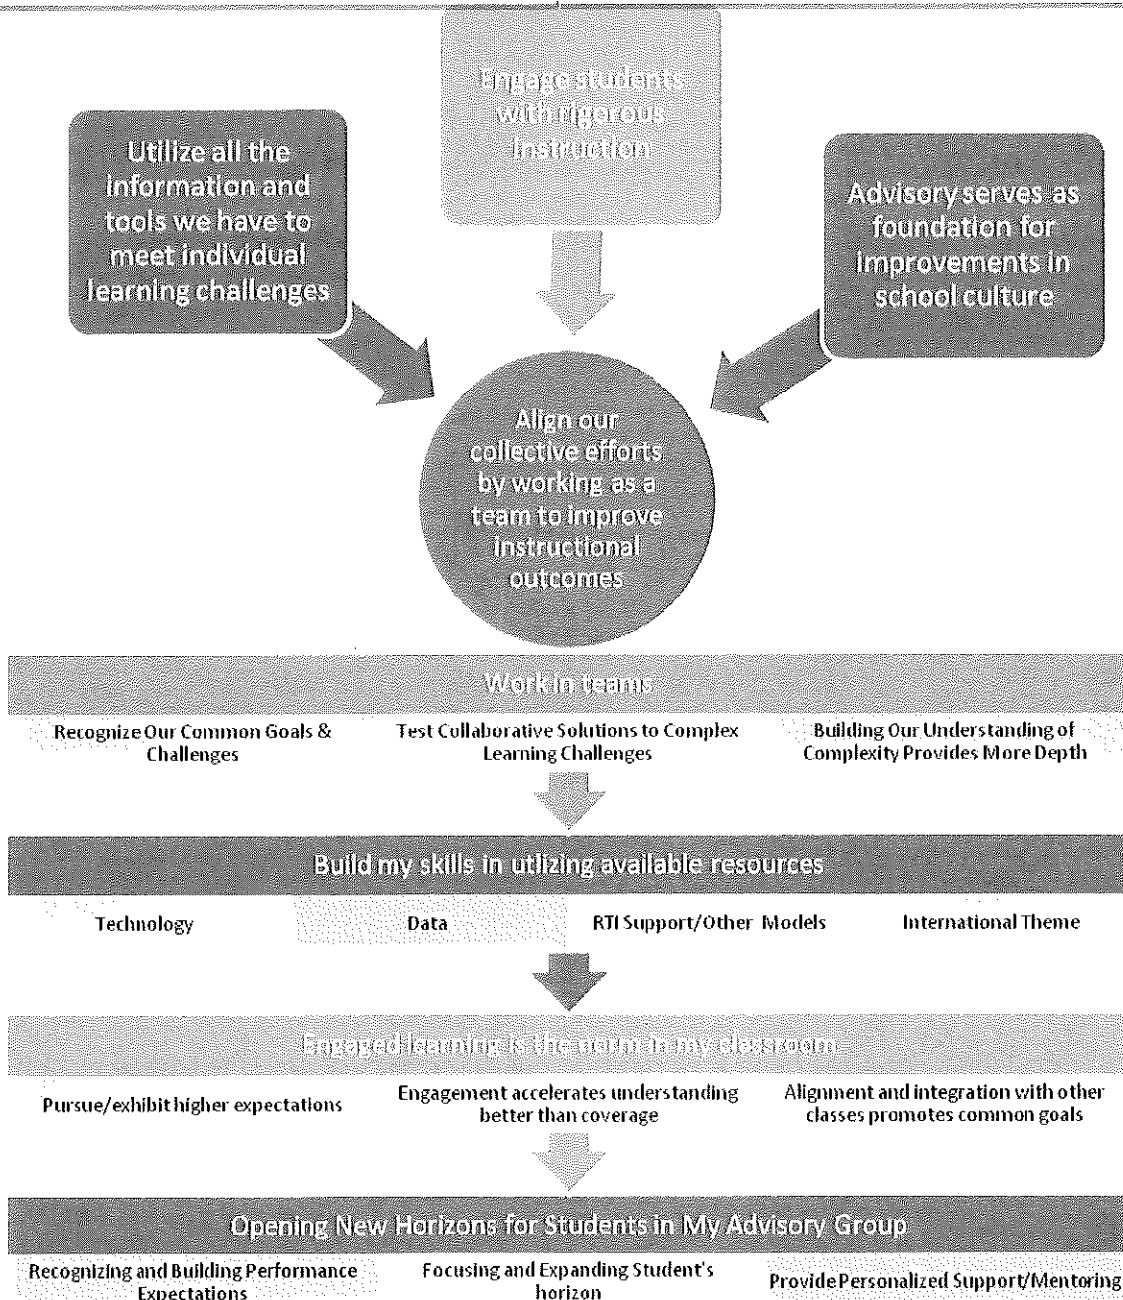 Engage students
with rigorous
instruction
Utilize all the
information and
tools we have to
meet individual
learning challenges
Advisory serves as
foundation for
improvements in
school culture
Align our
collective efforts
by working as a
team to improve
instructional
outcomes
Work in teams
Recognize Our Common Goals &
Challenges
Test Collaborative Solutions to Complex
Learning Challenges
Building Our Understanding of
Complexity Provides More Depth
Build my skills in utlizing available resources
Technology
Data
RTI Support/Other Models
International Theme
Engaged learning is the norm in my classroom
Pursue/exhibit higher expectations
Engagement accelerates understanding
better than coverage
Alignment and integration with other
classes promotes common goals
Opening New Horizons for Students in My Advisory Group
Recognizing and Building Performance
Expectations
Focusing and Expanding Student's
horizon
Provide Personalized Support/Mentoring